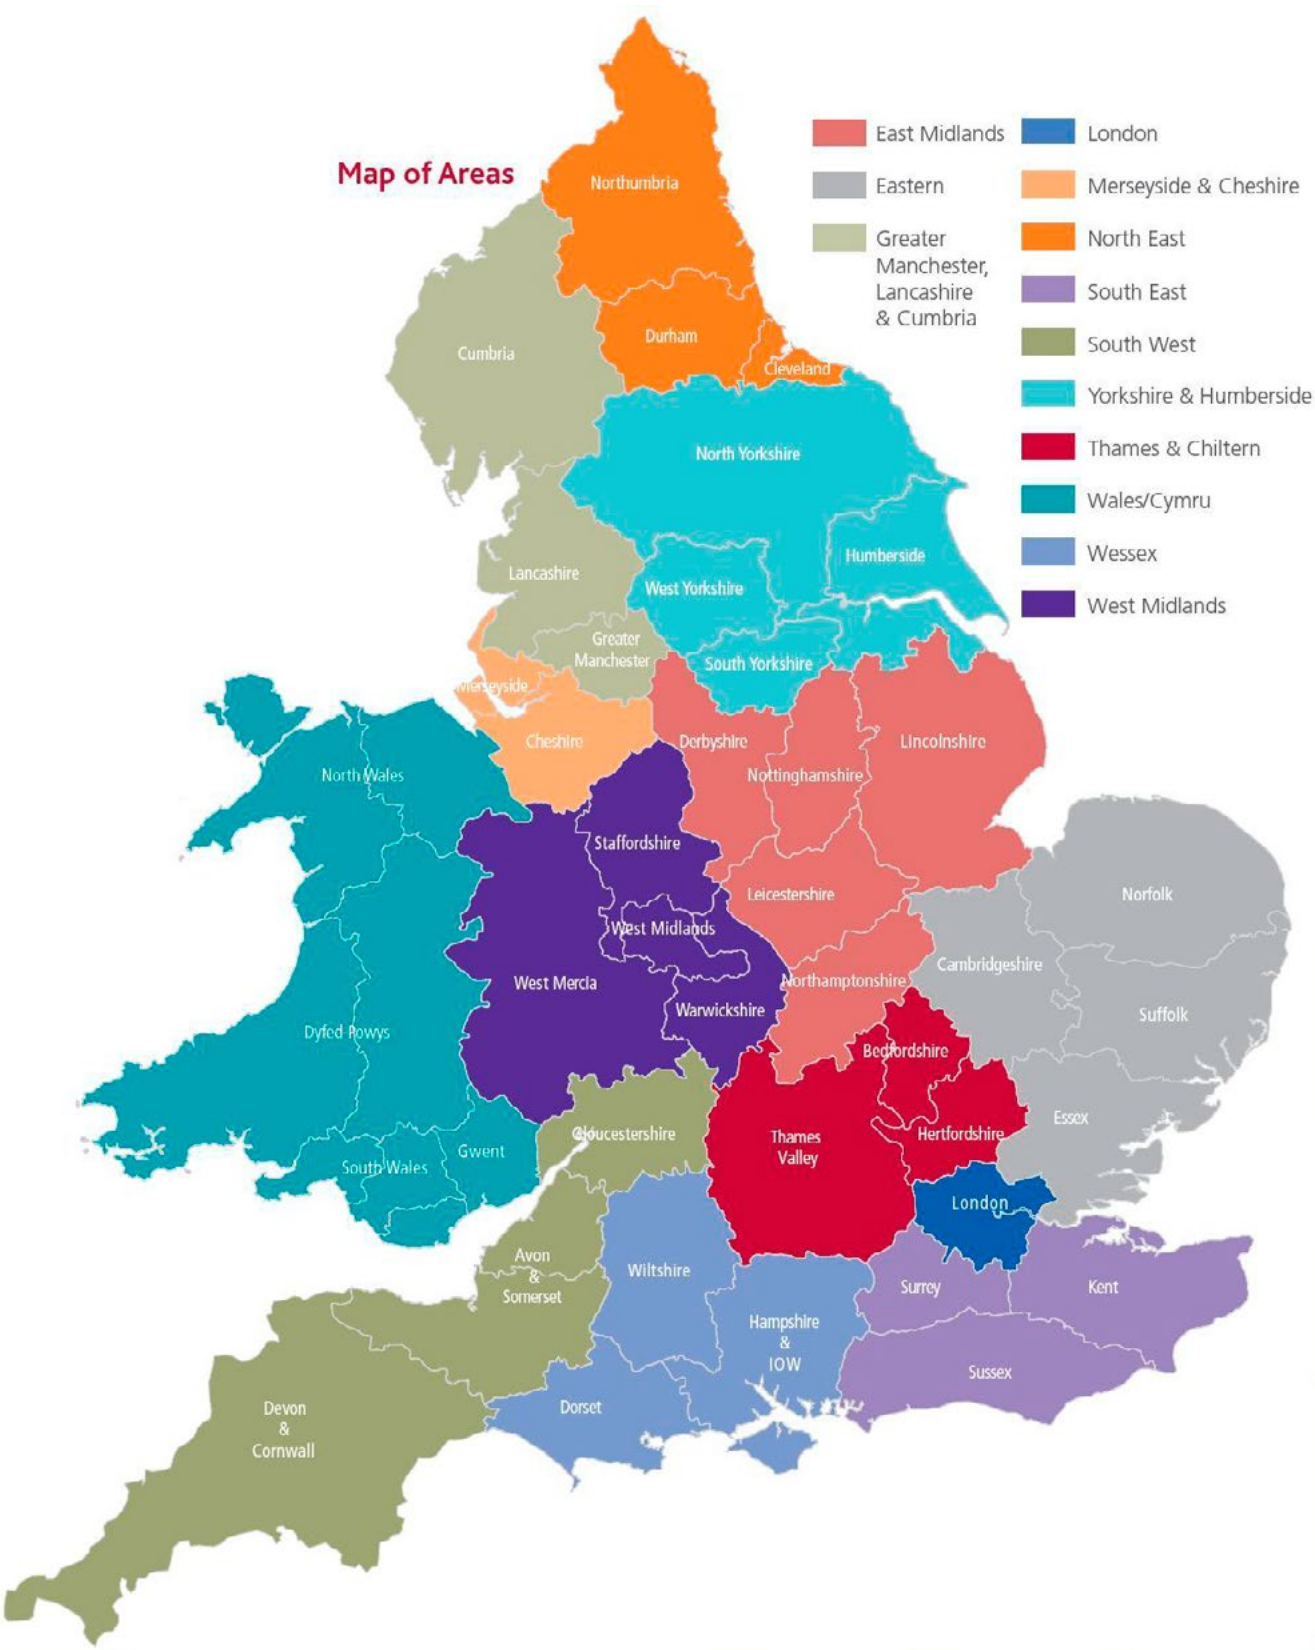 Map of Areas
East Midlands
Eastern
Greater
Manchester,
Lancashire
& Cumbria
London
Merseyside & Cheshire
North East
South East
South West
Yorkshire & Humberside
Thames & Chiltern
Wales/Cymru
Wessex
West Midlands
Northumbria
Durham
Cleveland
Cumbria
North Yorkshire
Humberside
West Yorkshire
Lancashire
Greater
Manchester
South Yorkshire
Merseyside
Cheshire
Derbyshire
Lincolnshire
Nottinghamshire
North Wales
Staffordshire
Leicestershire
Norfolk
West Midlands
Cambridgeshire
West Mercia
Northamptonshire
Warwickshire
Suffolk
Dyfed-Powys
Bedfordshire
Essex
Gloucestershire
Thames
Valley
Hertfordshire
Gwent
South Wales
London
Avon
&
Somerset
Wiltshire
Surrey
Kent
Hampshire
&
IOW
Sussex
Dorset
Devon
&
Cornwall